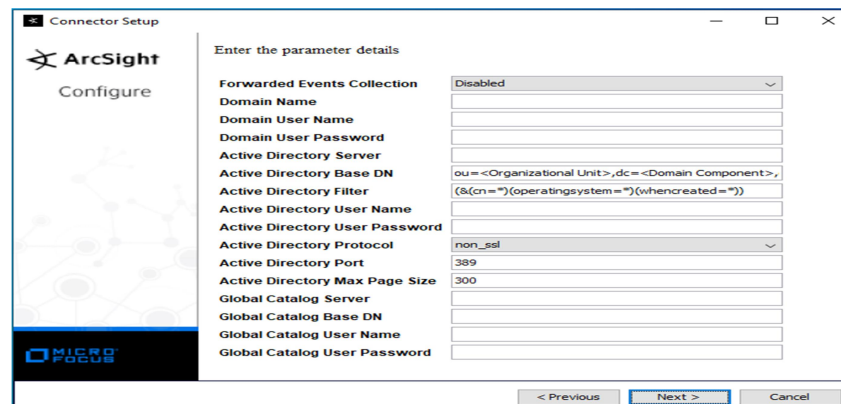 Connector Setup
ArcSight
Configure
Enter the parameter details
Forwarded Events Collection Disabled
Domain Name
Domain User Name
Domain User Password
Active Directory Server
Active Directory Base DN ou=<Organizational Unit>,dc=<Domain Component>,
Active Directory Filter (&(cn=*)(operatingsystem=*)(whencreated=*))
Active Directory User Name
Active Directory User Password
Active Directory Protocol non_ssl
Active Directory Port 389
Active Directory Max Page Size 300
Global Catalog Server
Global Catalog Base DN
Global Catalog User Name
Global Catalog User Password
MICRO
FOCUS
< Previous Next > Cancel